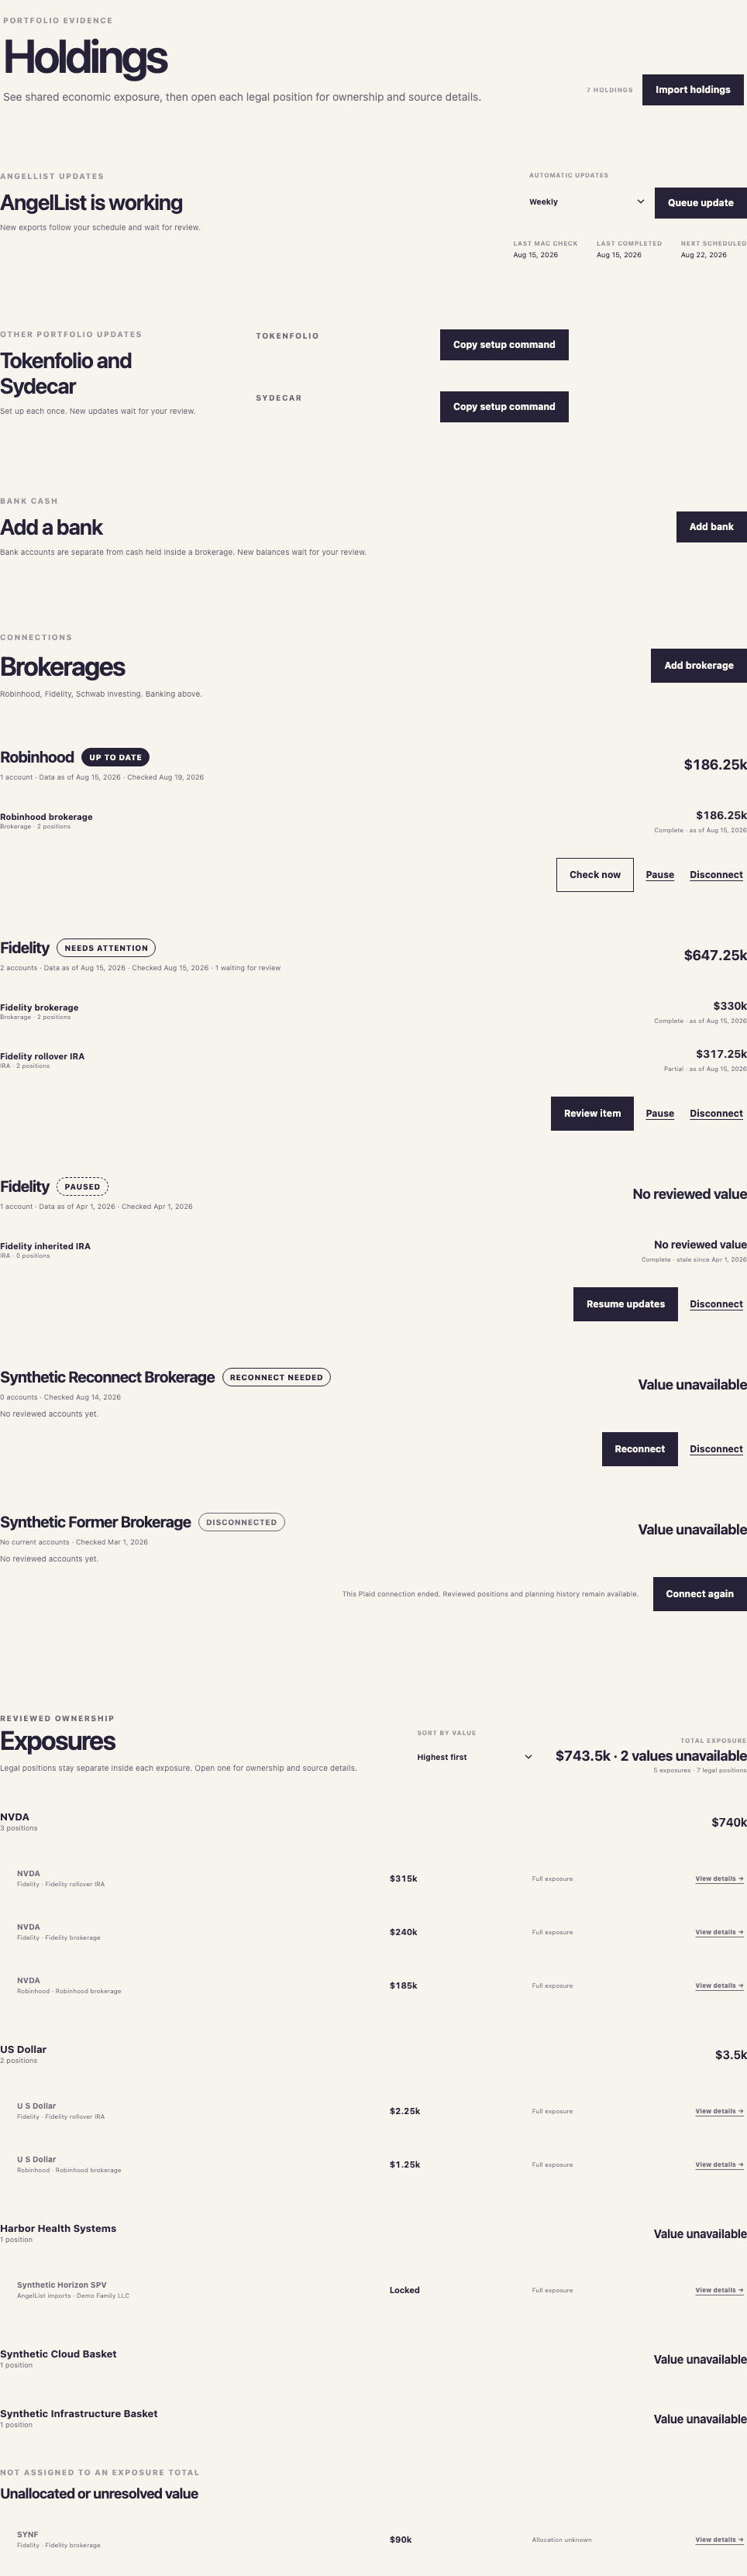 PORTFOLIO EVIDENCE
Holdings
See shared economic exposure, then open each legal position for ownership and source details.
7 HOLDINGS
Import holdings
ANGELLIST UPDATES
AngelList is working
New exports follow your schedule and wait for review.
AUTOMATIC UPDATES
Weekly
Queue update
LAST MAC CHECK
Aug 15, 2026
LAST COMPLETED
Aug 15, 2026
NEXT SCHEDULED
Aug 22, 2026
OTHER PORTFOLIO UPDATES
Tokenfolio and
Sydecar
Set up each once. New updates wait for your review.
TOKENFOLIO
Copy setup command
SYDECAR
Copy setup command
BANK CASH
Add a bank
Bank accounts are separate from cash held inside a brokerage. New balances wait for your review.
Add bank
CONNECTIONS
Brokerages
Robinhood, Fidelity, Schwab investing. Banking above.
Add brokerage
Robinhood UP TO DATE
1 account · Data as of Aug 15, 2026 · Checked Aug 19, 2026
$186.25k
Robinhood brokerage
Brokerage · 2 positions
$186.25k
Complete · as of Aug 15, 2026
Check now Pause Disconnect
Fidelity NEEDS ATTENTION
2 accounts · Data as of Aug 15, 2026 · Checked Aug 15, 2026 · 1 waiting for review
$647.25k
Fidelity brokerage
Brokerage · 2 positions
$330k
Complete · as of Aug 15, 2026
Fidelity rollover IRA
IRA · 2 positions
$317.25k
Partial · as of Aug 15, 2026
Review item Pause Disconnect
Fidelity PAUSED
1 account · Data as of Apr 1, 2026 · Checked Apr 1, 2026
No reviewed value
Fidelity inherited IRA
IRA · 0 positions
No reviewed value
Complete · stale since Apr 1, 2026
Resume updates Disconnect
Synthetic Reconnect Brokerage RECONNECT NEEDED
0 accounts · Checked Aug 14, 2026
No reviewed accounts yet.
Value unavailable
Reconnect Disconnect
Synthetic Former Brokerage DISCONNECTED
No current accounts · Checked Mar 1, 2026
No reviewed accounts yet.
Value unavailable
This Plaid connection ended. Reviewed positions and planning history remain available.
Connect again
REVIEWED OWNERSHIP
Exposures
Legal positions stay separate inside each exposure. Open one for ownership and source details.
SORT BY VALUE
Highest first
TOTAL EXPOSURE
$743.5k · 2 values unavailable
5 exposures · 7 legal positions
NVDA
3 positions
$740k
NVDA
Fidelity · Fidelity rollover IRA
$315k
Full exposure
View details →
NVDA
Fidelity · Fidelity brokerage
$240k
Full exposure
View details →
NVDA
Robinhood · Robinhood brokerage
$185k
Full exposure
View details →
US Dollar
2 positions
$3.5k
U S Dollar
Fidelity · Fidelity rollover IRA
$2.25k
Full exposure
View details →
U S Dollar
Robinhood · Robinhood brokerage
$1.25k
Full exposure
View details →
Harbor Health Systems
1 position
Value unavailable
Synthetic Horizon SPV
AngelList imports · Demo Family LLC
Locked
Full exposure
View details →
Synthetic Cloud Basket
1 position
Value unavailable
Synthetic Infrastructure Basket
1 position
Value unavailable
NOT ASSIGNED TO AN EXPOSURE TOTAL
Unallocated or unresolved value
SYNF
Fidelity · Fidelity brokerage
$90k
Allocation unknown
View details →